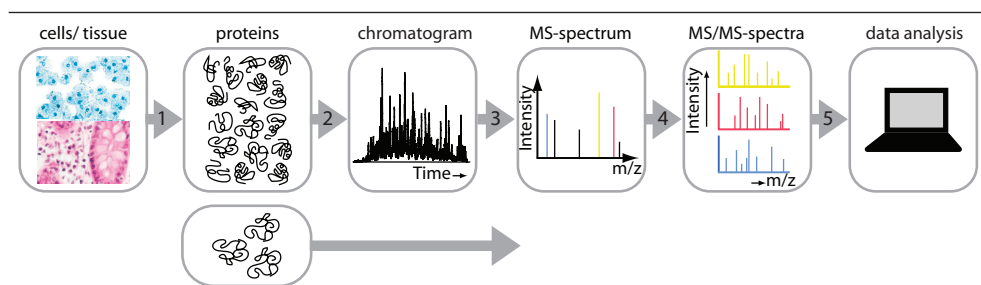 cells/ tissue
proteins
chromatogram
MS-spectrum
MS/MS-spectra
data analysis
1
2
3
4
5
Time
Intensity
m/z
Intensity
m/z